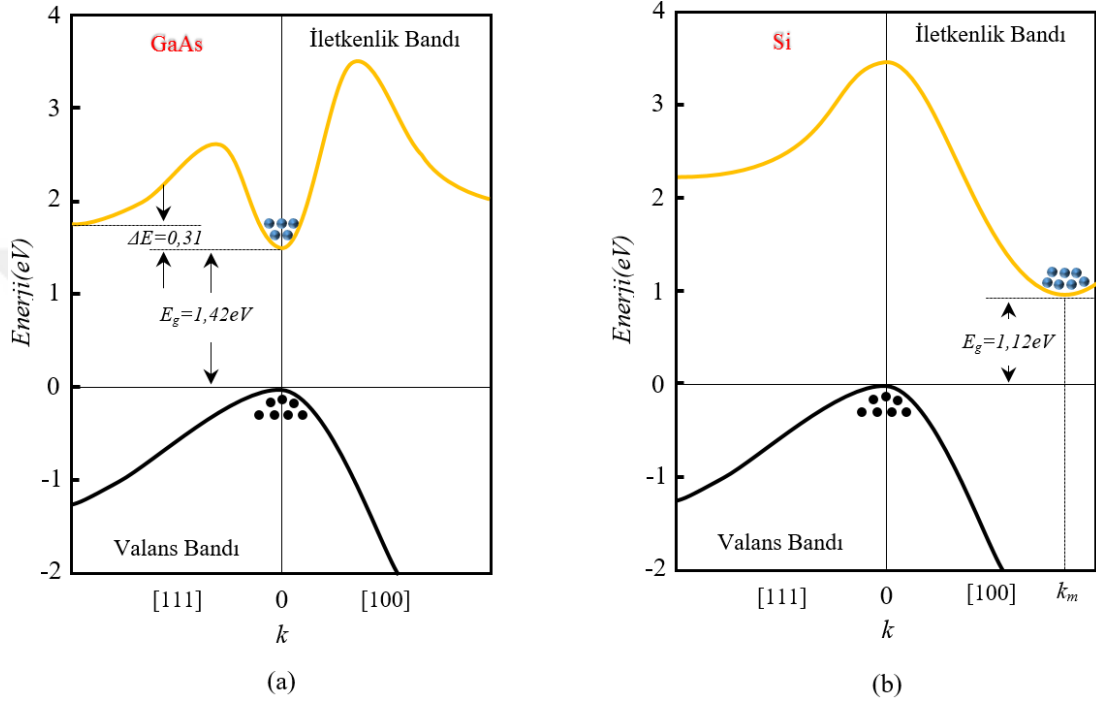 4
3
2
1
0
-1
-2
Enerji(eV)
GaAs
İletkenlik Bandı
ΔE=0,31
E_g=1,42eV
Valans Bandı
[111]
0
[100]
k
(a)
4
3
2
1
0
-1
-2
Enerji(eV)
Si
İletkenlik Bandı
E_g=1,12eV
Valans Bandı
[111]
0
[100]
k_m
k
(b)